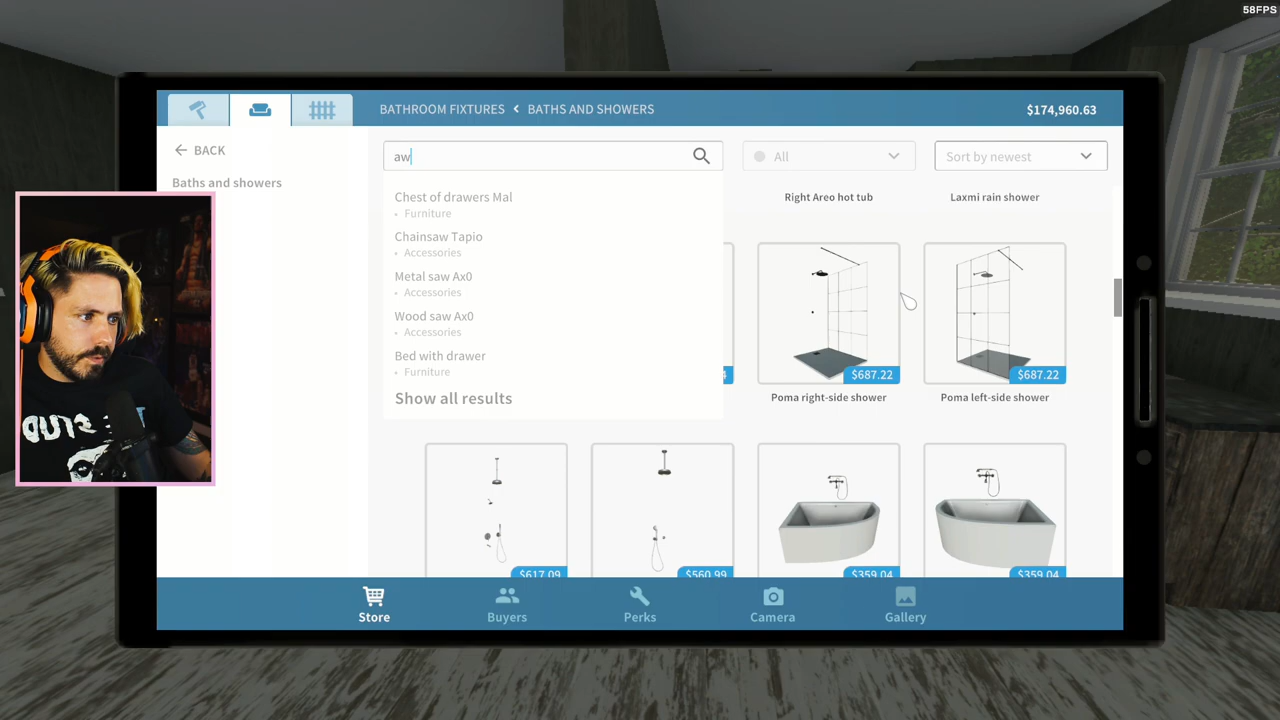 58FPS
BATHROOM FIXTURES < BATHS AND SHOWERS
$174,960.63
BACK
Baths and showers
aw
All
Sort by newest
Chest of drawers Mal
• Furniture
Chainsaw Tapio
• Accessories
Metal saw Ax0
• Accessories
Wood saw Ax0
• Accessories
Bed with drawer
• Furniture
Show all results
Right Areo hot tub
Laxmi rain shower
$687.22
$687.22
Poma right-side shower
Poma left-side shower
$617.09
$560.99
$359.04
$359.04
Store
Buyers
Perks
Camera
Gallery